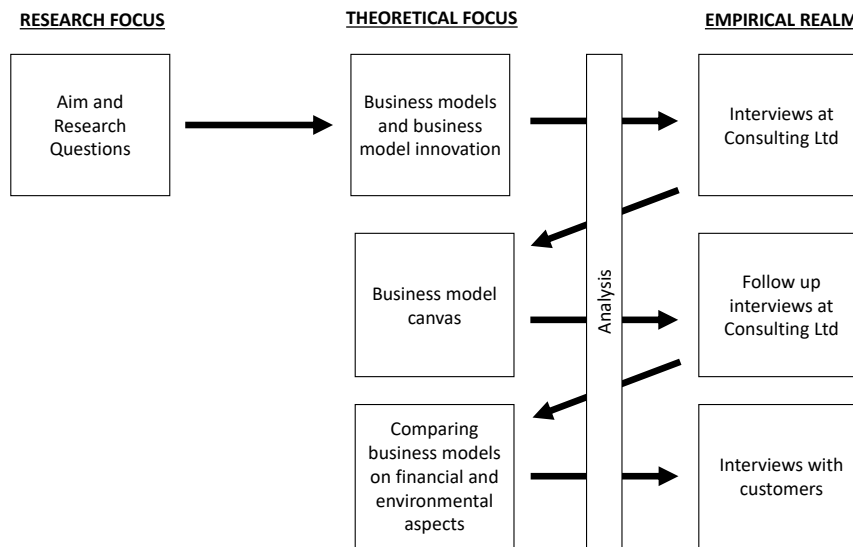 RESEARCH FOCUS
THEORETICAL FOCUS
EMPIRICAL REALM
Aim and
Research
Questions
Business models
and business
model innovation
Interviews at
Consulting Ltd
Business model
canvas
Analysis
Follow up
interviews at
Consulting Ltd
Comparing
business models
on financial and
environmental
aspects
Interviews with
customers